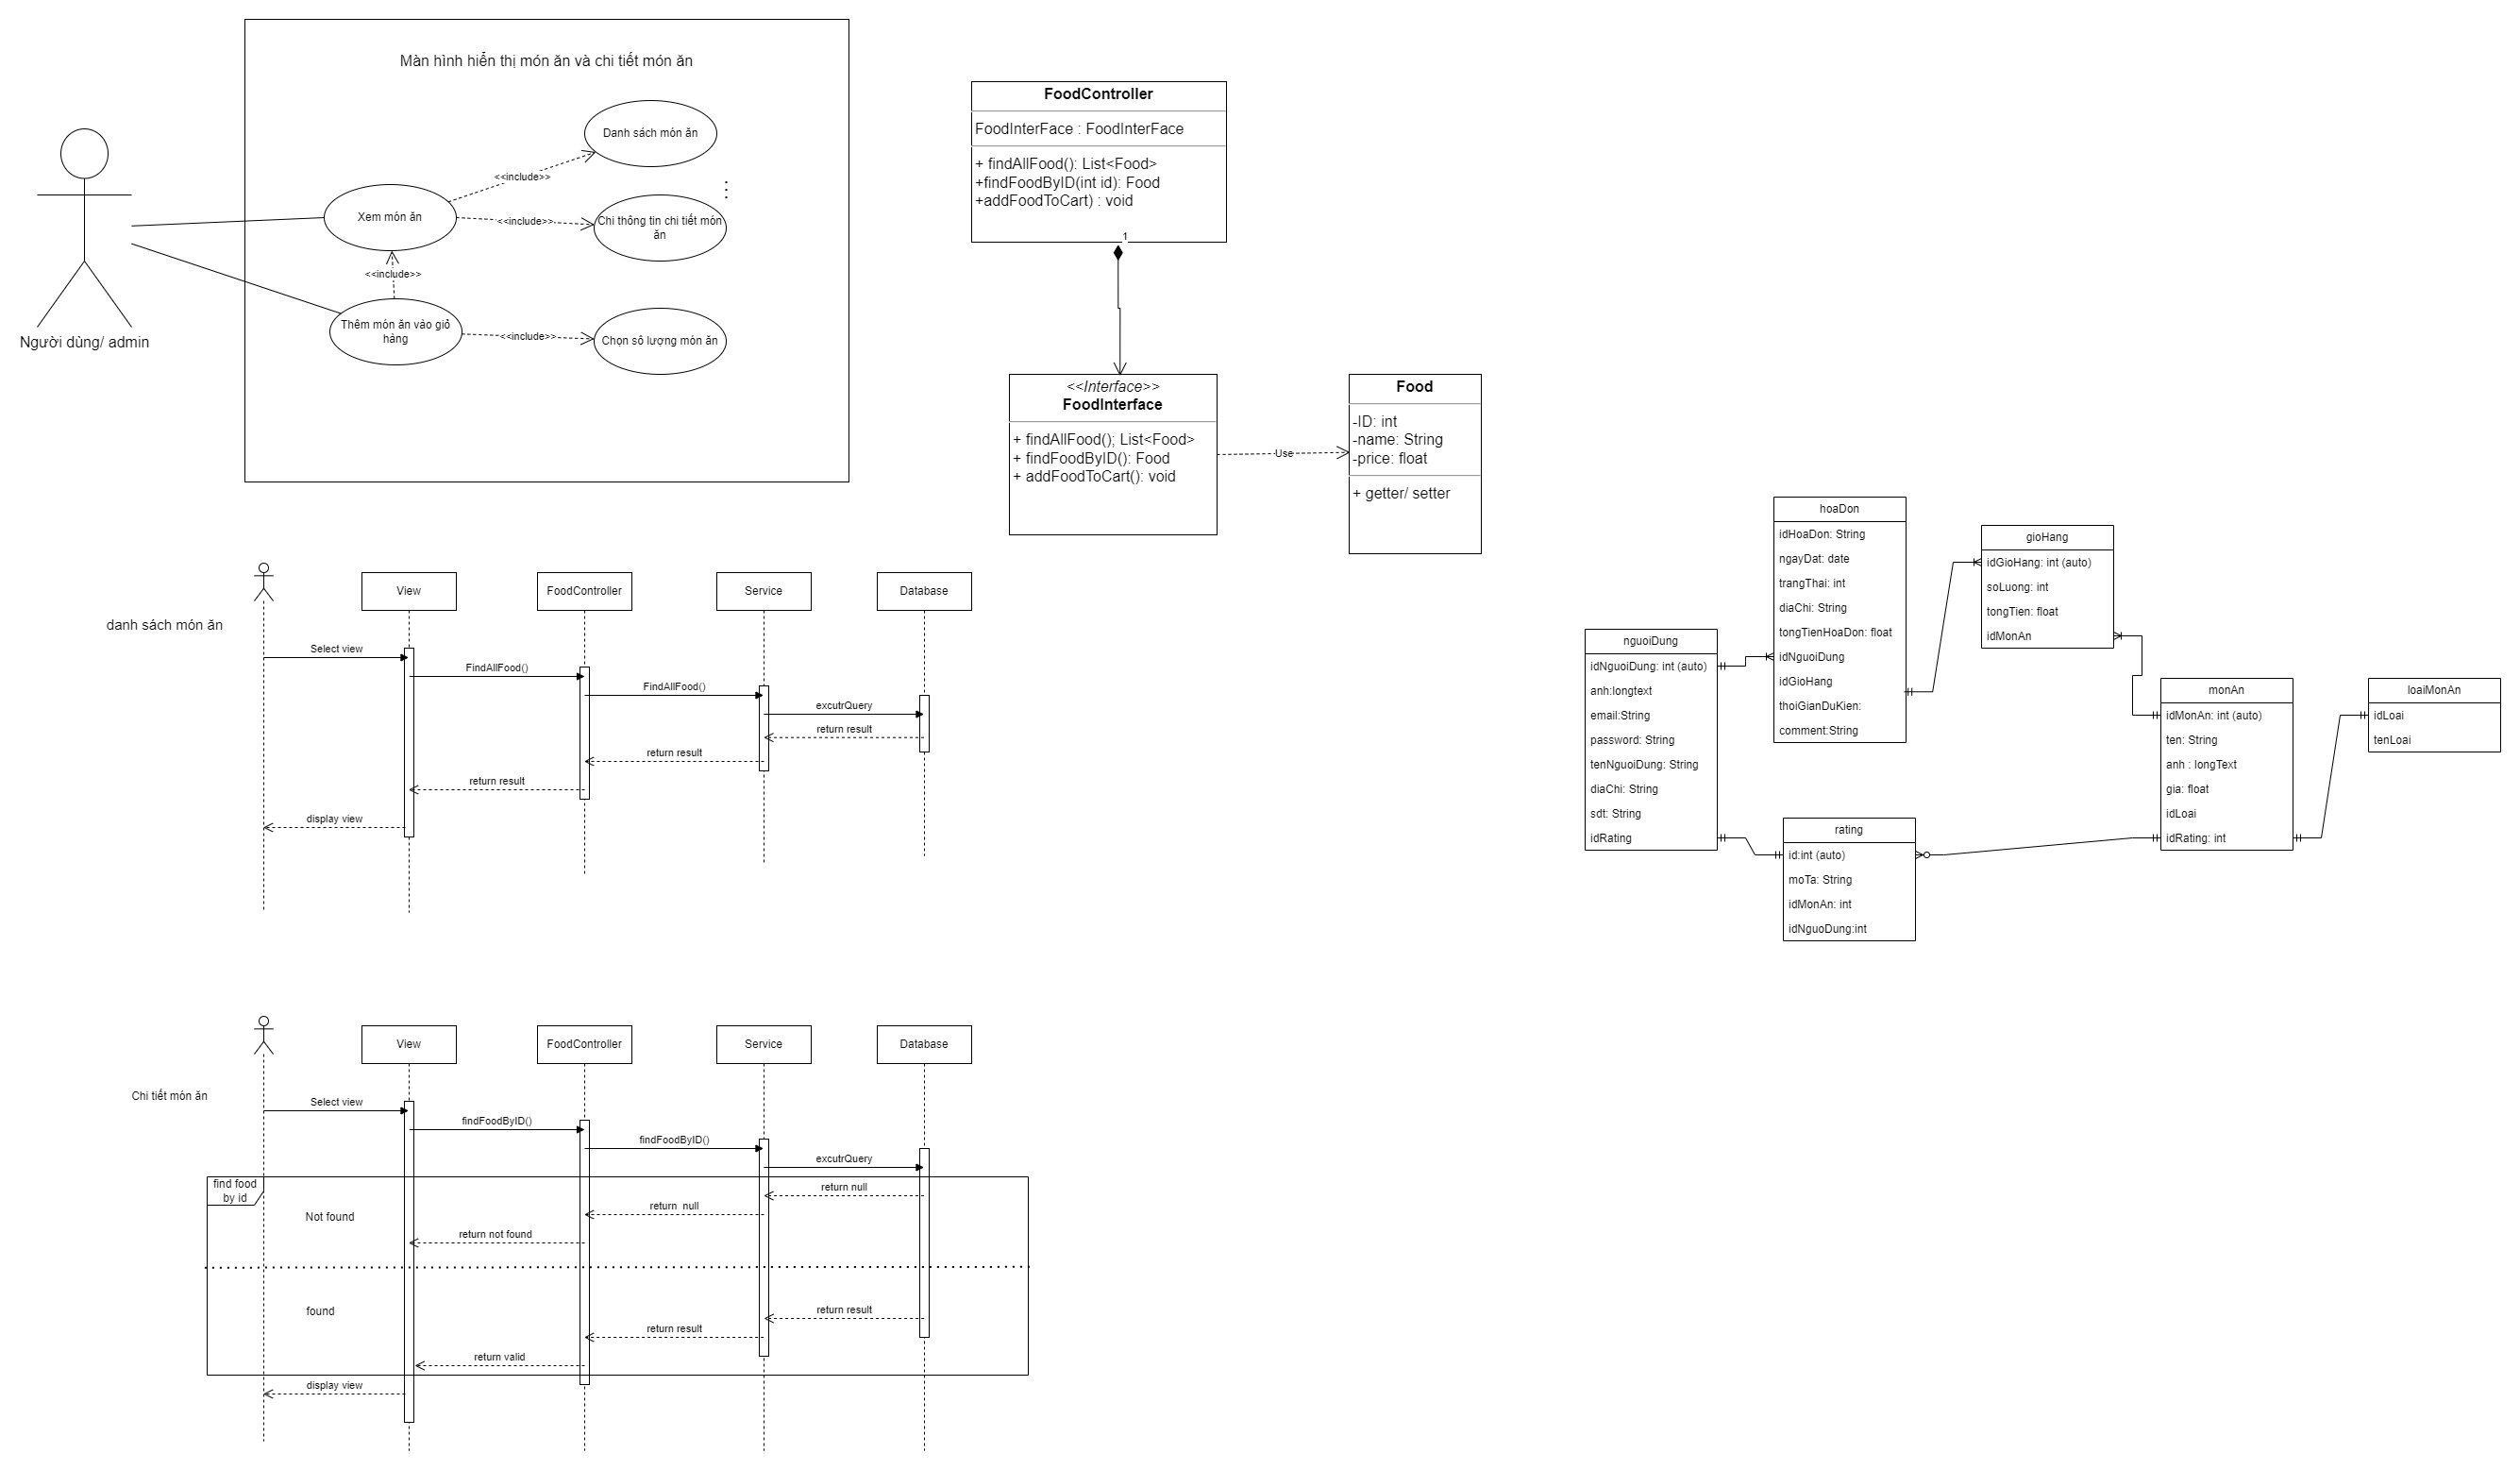 Màn hình hiển thị món ăn và chi tiết món ăn
Danh sách món ăn
<<include>>
Xem món ăn
<<include>>
Chi thông tin chi tiết món
ăn
<<include>>
Thêm món ăn vào giỏ
hàng
<<include>>
Chọn số lượng món ăn
Người dùng/ admin
FoodController
FoodInterFace : FoodInterFace
+ findAllFood(): List<Food>
+findFoodByID(int id): Food
+addFoodToCart) : void
1
<<Interface>>
FoodInterface
+ findAllFood(); List<Food>
+ findFoodByID(): Food
+ addFoodToCart(): void
Use
Food
-ID: int
-name: String
-price: float
+ getter/ setter
danh sách món ăn
View
FoodController
Service
Database
Select view
FindAllFood()
FindAllFood()
excutrQuery
return result
return result
return result
display view
nguoiDung
idNguoiDung: int (auto)
anh:longtext
email:String
password: String
tenNguoiDung: String
diaChi: String
sdt: String
idRating
hoaDon
idHoaDon: String
ngayDat: date
trangThai: int
diaChi: String
tongTienHoaDon: float
idNguoiDung
idGioHang
thoiGianDuKien:
comment:String
gioHang
idGioHang: int (auto)
soLuong: int
tongTien: float
idMonAn
monAn
idMonAn: int (auto)
ten: String
anh : longText
gia: float
idLoai
idRating: int
loaiMonAn
idLoai
tenLoai
rating
id:int (auto)
moTa: String
idMonAn: int
idNguoDung:int
Chi tiết món ăn
View
FoodController
Service
Database
Select view
findFoodByID()
findFoodByID()
excutrQuery
find food
by id
return null
return null
Not found
return not found
found
return result
return result
return valid
display view